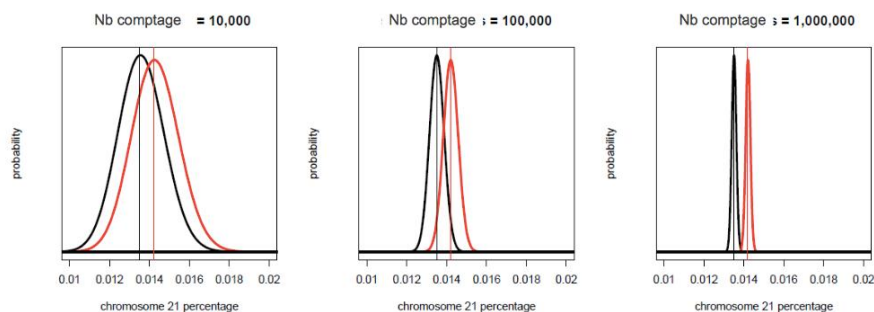 Nb comptage = 10,000
Nb comptage s = 100,000
Nb comptage s = 1,000,000
probability
0.01 0.012 0.014 0.016 0.018 0.02
chromosome 21 percentage
probability
0.01 0.012 0.014 0.016 0.018 0.02
chromosome 21 percentage
probability
0.01 0.012 0.014 0.016 0.018 0.02
chromosome 21 percentage